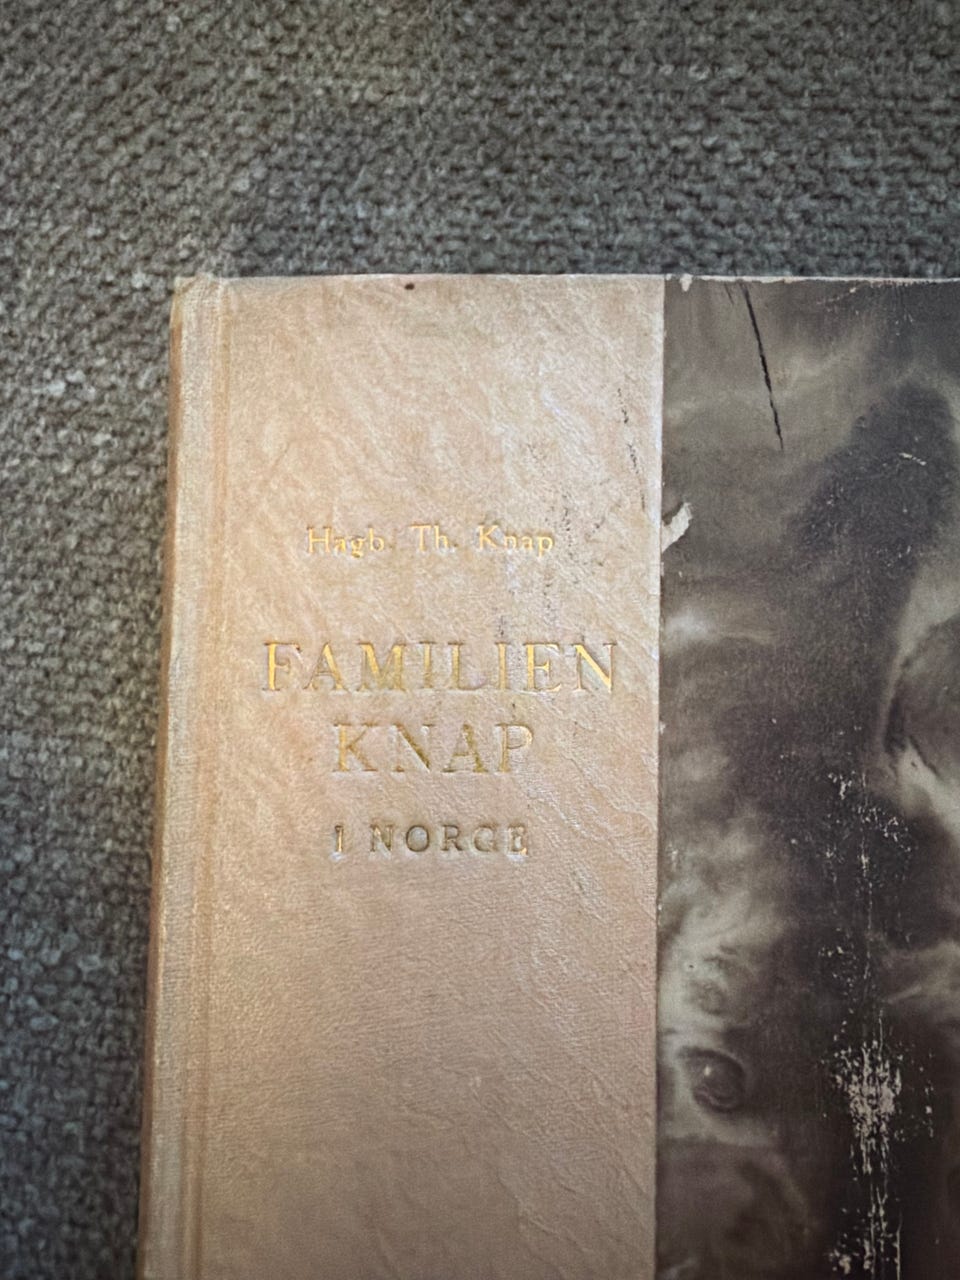 Hagb. Th. Knap
FAMILIEN
KNAP
I NORGE